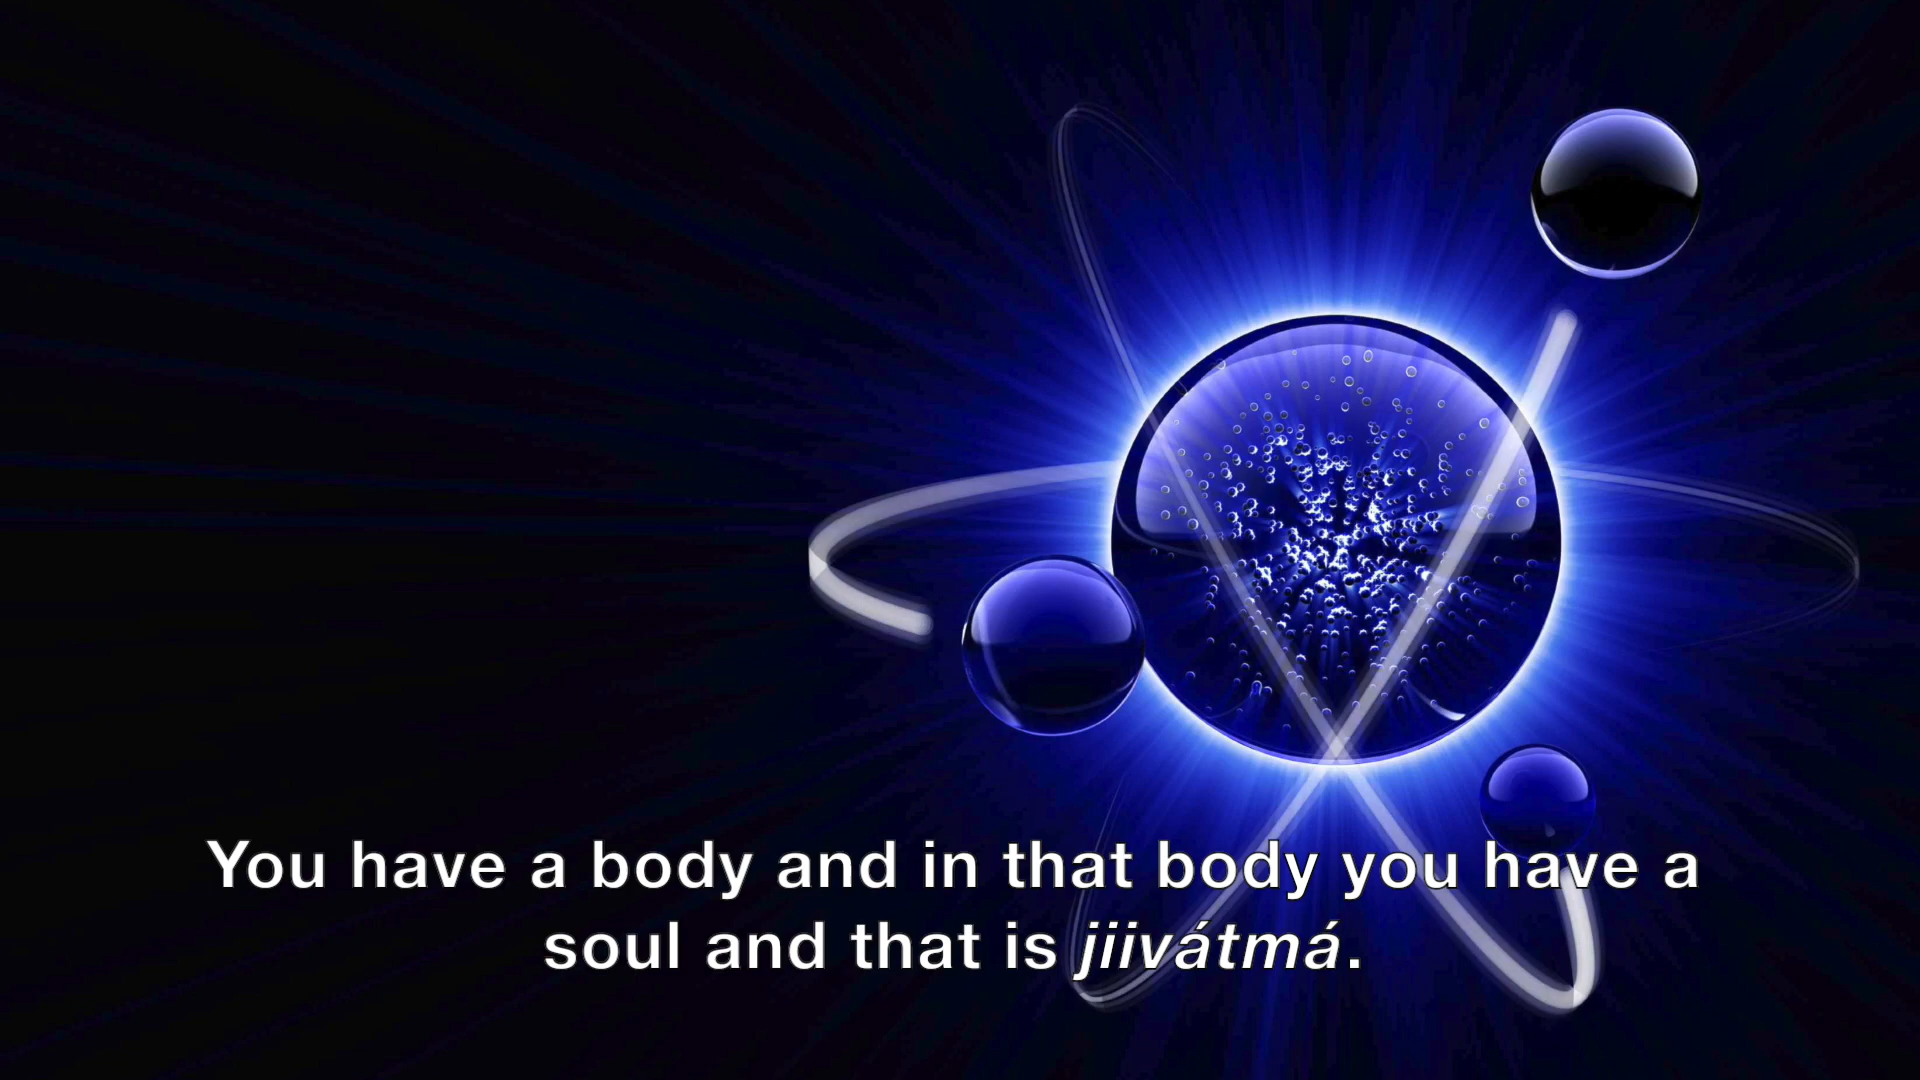 You have a body and in that body you have a
soul and that is jiivátmá.